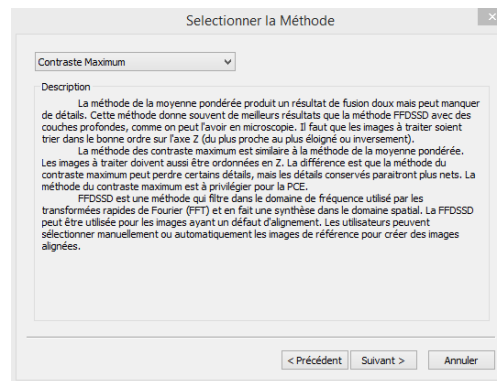 Selectionner la Méthode
Contraste Maximum
Description
La méthode de la moyenne pondérée produit un résultat de fusion doux mais peut manquer
de détails. Cette méthode donne souvent de meilleurs résultats que la méthode FFDSSD avec des
couches profondes, comme on peut l'avoir en microscopie. Il faut que les images à traiter soient
trier dans le bonne ordre sur l'axe Z (du plus proche au plus éloigné ou inversement).
La méthode des contraste maximum est similaire à la méthode de la moyenne pondérée.
Les images à traiter doivent aussi être ordonnées en Z. La différence est que la méthode du
contraste maximum peut perdre certains détails, mais les détails conservés paraitront plus nets. La
méthode du contraste maximum est à privilégier pour la PCE.
FFDSSD est une méthode qui filtre dans le domaine de fréquence utilisé par les
transformées rapides de Fourier (FFT) et en fait une synthèse dans le domaine spatial. La FFDSSD
peut être utilisée pour les images ayant un défaut d'alignement. Les utilisateurs peuvent
sélectionner manuellement ou automatiquement les images de référence pour créer des images
alignées.
< Précédent Suivant > Annuler